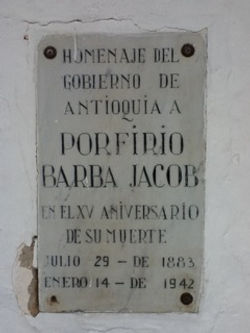 HOMENAJE DEL
GOBIERNO DE
ANTIOQUIA A
PORFIRIO
BARBA JACOB
EN EL XV ANIVERSARIO
DE SU MUERTE
JULIO 29 - DE 1883
ENERO 14 - DE 1942